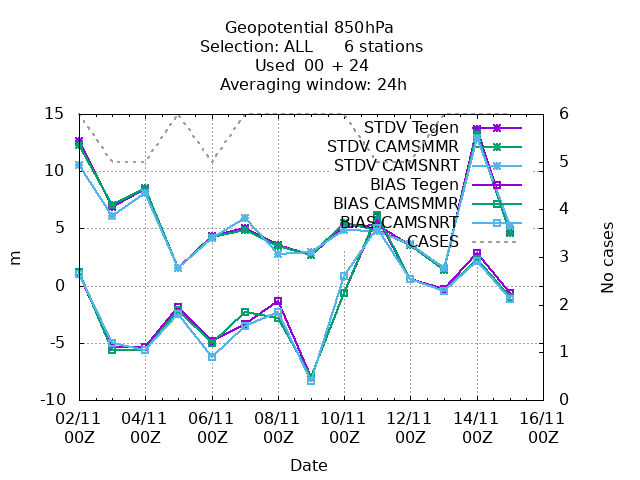 Geopotential 850hPa
Selection: ALL 6 stations
Used 00 + 24
Averaging window: 24h
15
10
5
0
-5
-10
m
6
5
4
3
2
1
0
No cases
STDV Tegen
STDV CAMSMMR
STDV CAMSNRT
BIAS Tegen
BIAS CAMSMMR
BIAS CAMSNRT
CASES
02/11 04/11 06/11 08/11 10/11 12/11 14/11 16/11
00Z 00Z 00Z 00Z 00Z 00Z 00Z 00Z
Date